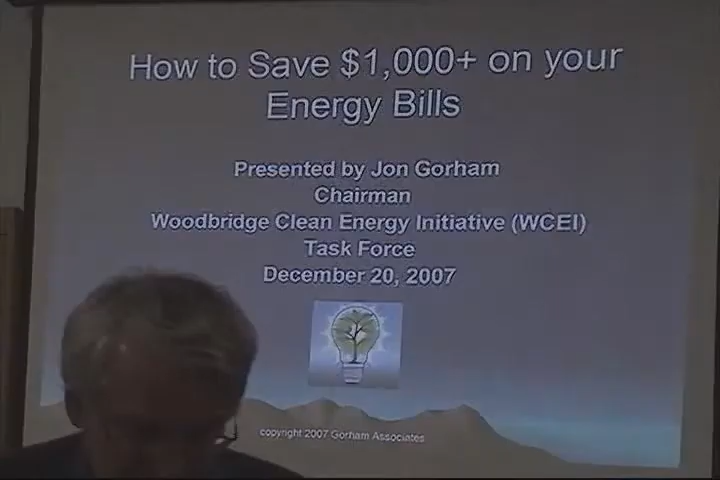 How to Save $1,000+ on your
Energy Bills
Presented by Jon Gorham
Chairman
Woodbridge Clean Energy Initiative (WCEI)
Task Force
December 20, 2007
copyright 2007 Gorham Associates